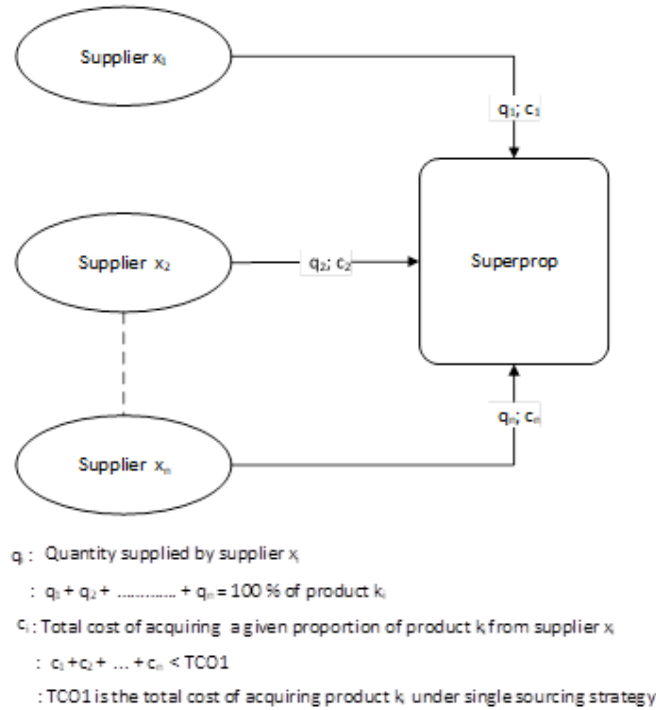 Supplier x₁
q₁; c₁
Supplier x₂
q₂; c₂
Superprop
qₙ; cₙ
Supplier xₙ
qᵢ : Quantity supplied by supplier xᵢ
: q₁ + q₂ + ............. + qₙ = 100 % of product kᵢ
cᵢ : Total cost of acquiring a given proportion of product kᵢ from supplier xᵢ
: c₁ +c₂ + ... + cₙ < TCO1
: TCO1 is the total cost of acquiring product kᵢ under single sourcing strategy